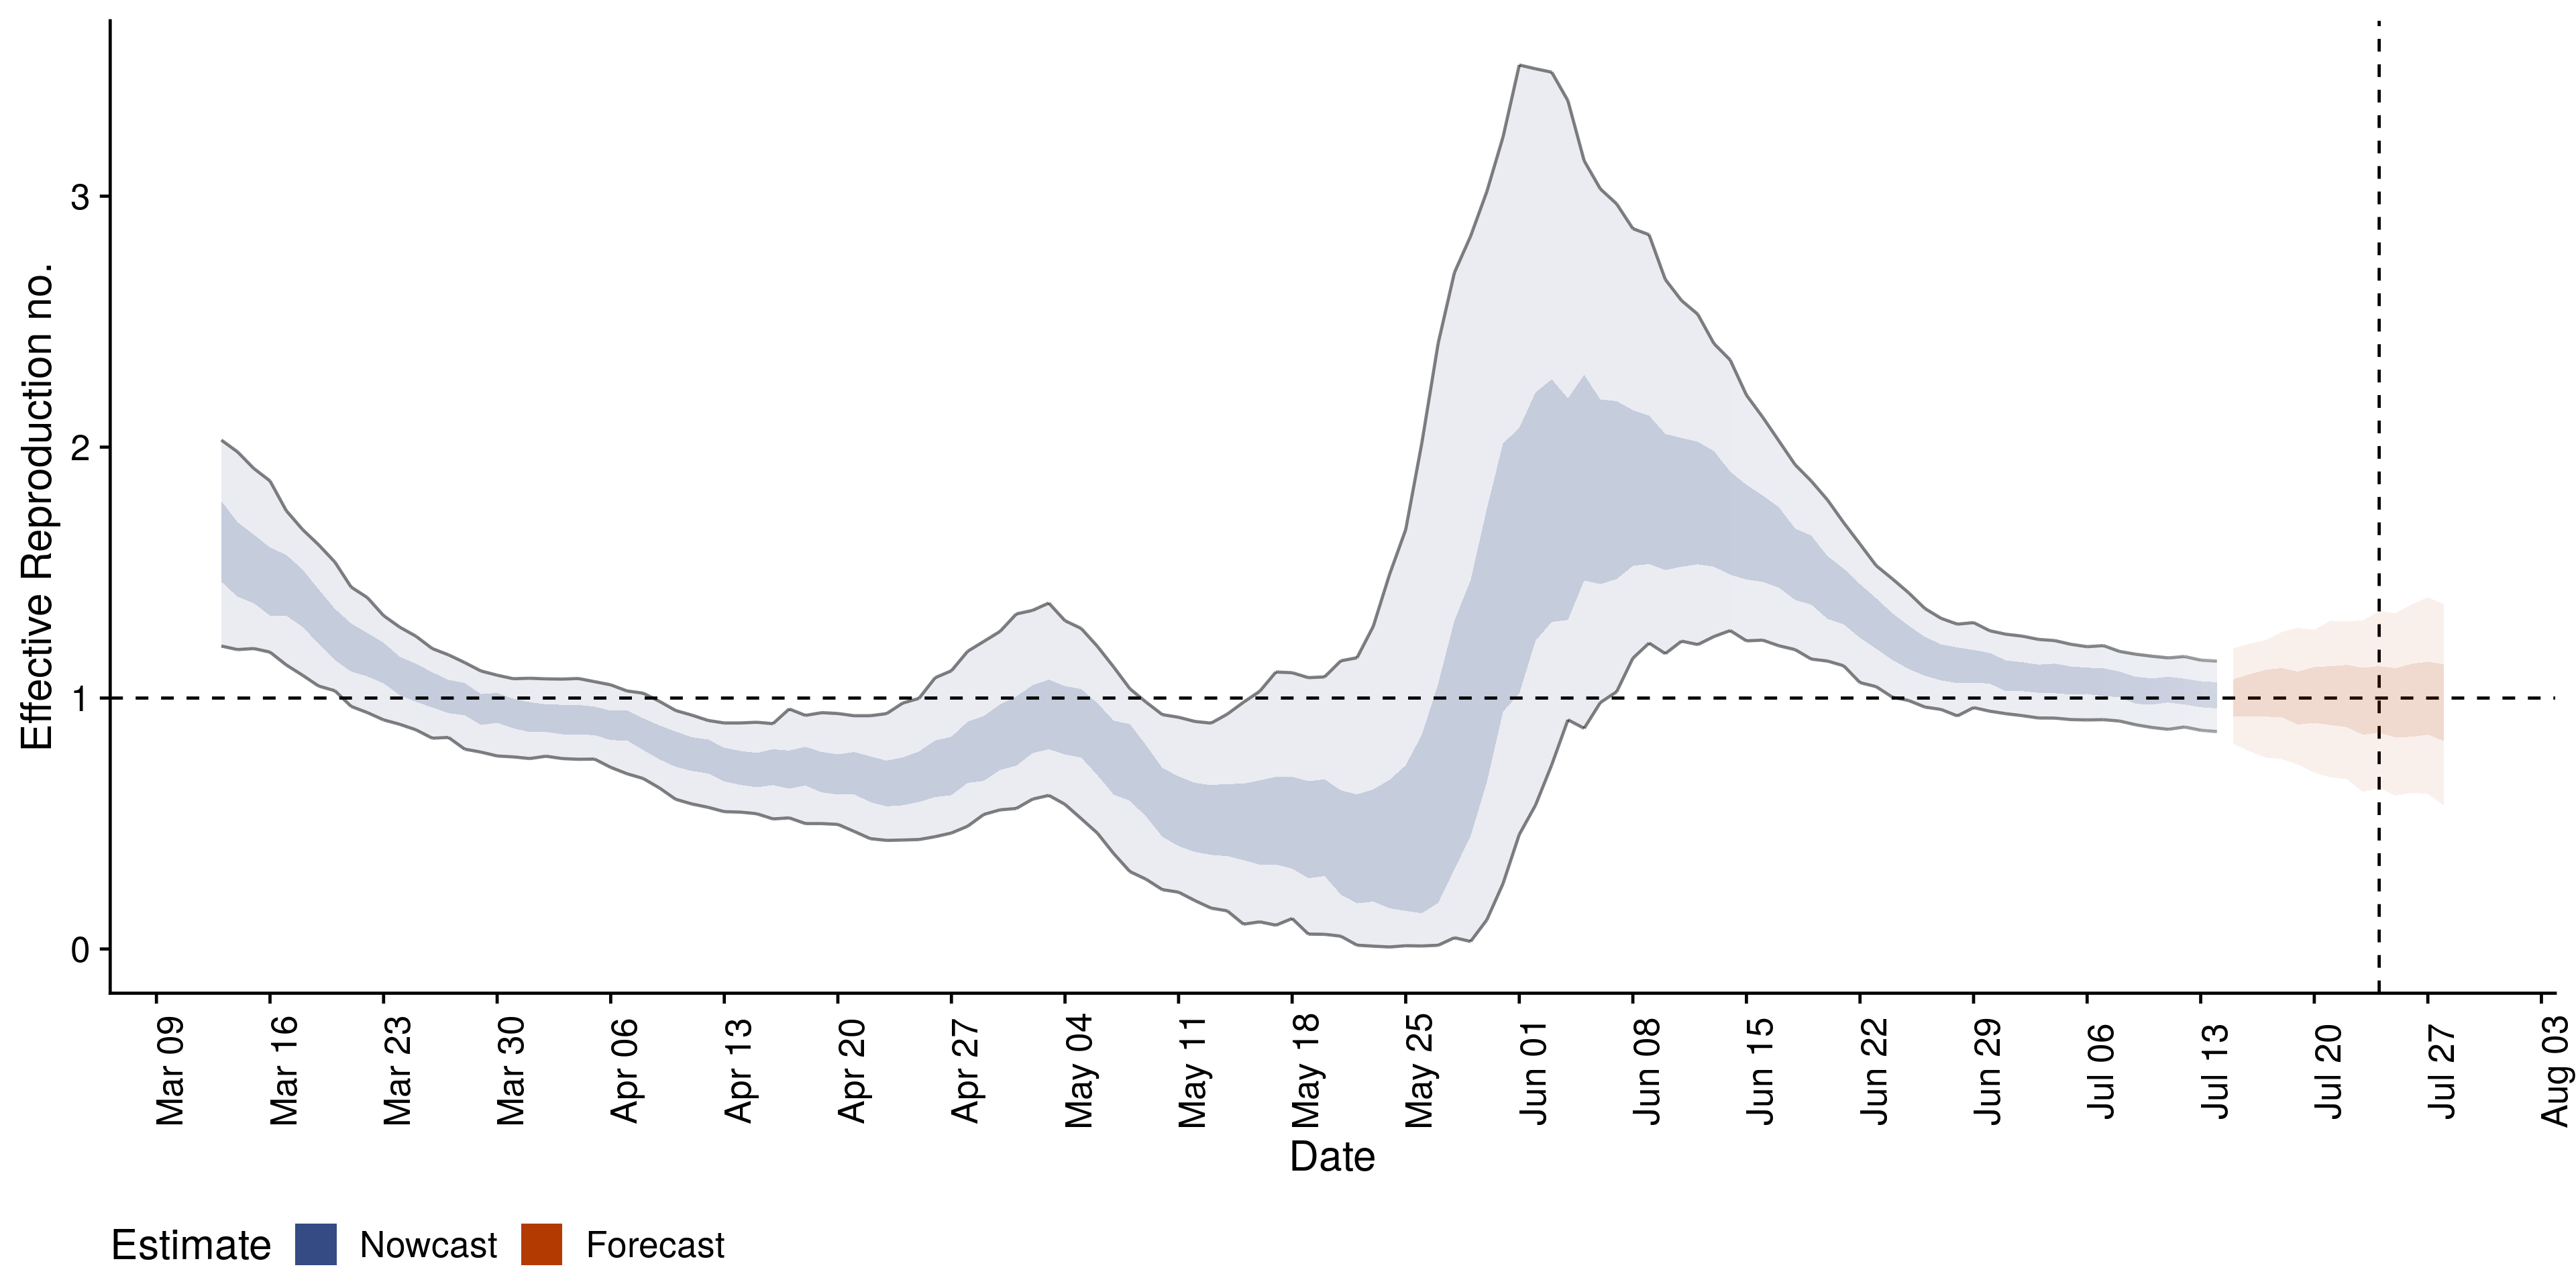 Effective Reproduction no.
3
2
1
0
Mar 09
Mar 16
Mar 23
Mar 30
Apr 06
Apr 13
Apr 20
Apr 27
May 04
May 11
May 18
May 25
Jun 01
Jun 08
Jun 15
Jun 22
Jun 29
Jul 06
Jul 13
Jul 20
Jul 27
Aug 03
Date
Estimate Nowcast Forecast